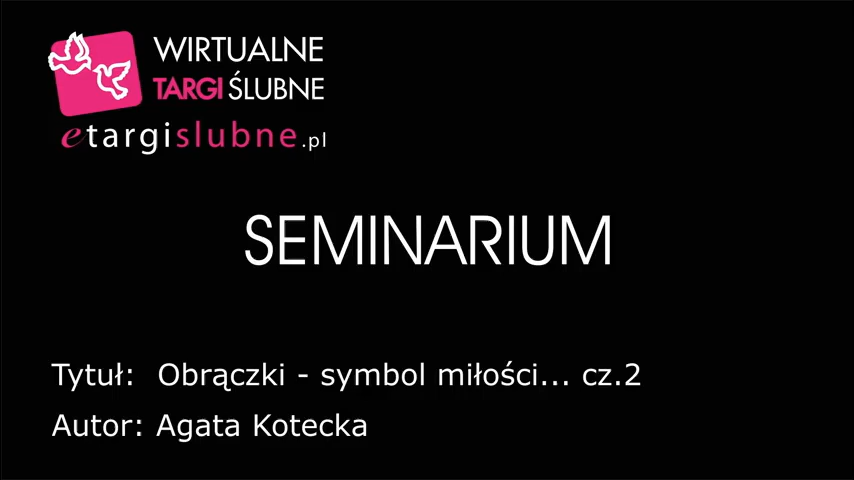 WIRTUALNE
TARGI ŚLUBNE
etargislubne.pl
SEMINARIUM
Tytuł: Obrączki - symbol miłości... cz.2
Autor: Agata Kotecka